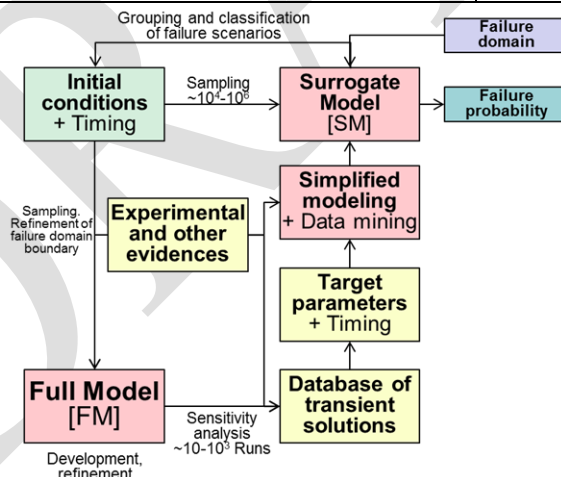 Grouping and classification
of failure scenarios
Failure
domain
Initial
conditions
+ Timing
Sampling
~10⁴-10⁶
Surrogate
Model
[SM]
Failure
probability
Simplified
modeling
+ Data mining
Sampling.
Refinement of
failure domain
boundary
Experimental
and other
evidences
Target
parameters
+ Timing
Full Model
[FM]
Sensitivity
analysis
~10-10³ Runs
Database of
transient
solutions
Development,
refinement